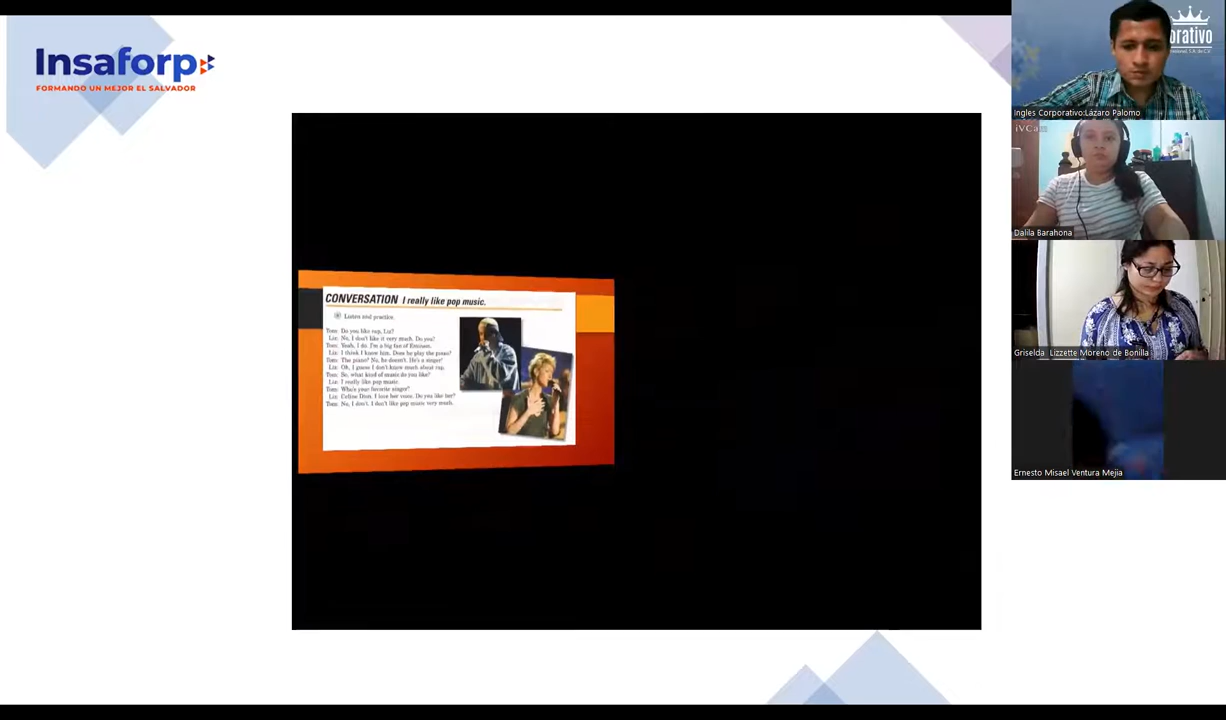 Insaforp
FORMANDO UN MEJOR EL SALVADOR
CONVERSATION I really like pop music.
Listen and practice.
Tom: Do you like rap, Liz?
Liz: No, I don't like it very much. Do you?
Tom: Yeah, I do. I'm a big fan of Eminem.
Liz: I think I know him. Does he play the piano?
Tom: The piano? No, he doesn't. He's a singer!
Liz: Oh, I guess I don't know much about rap.
Tom: So, what kind of music do you like?
Liz: I really like pop music.
Tom: Who's your favorite singer?
Liz: Celine Dion. I love her voice. Do you like her?
Tom: No, I don't. I don't like pop music very much.
orativo
Ingles Corporativo:Lázaro Palomo
iVCam
Dalila Barahona
Griselda Lizzette Moreno de Bonilla
Ernesto Misael Ventura Mejía